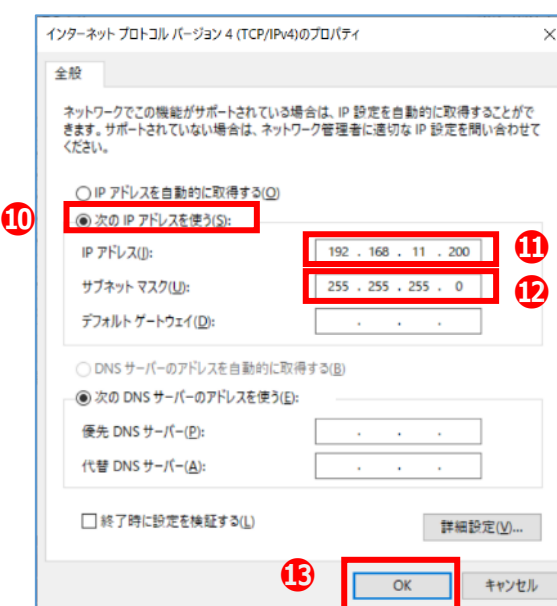 インターネット プロトコル バージョン 4 (TCP/IPv4)のプロパティ ×
全般
ネットワークでこの機能がサポートされている場合は、IP 設定を自動的に取得することがで
きます。サポートされていない場合は、ネットワーク管理者に適切な IP 設定を問い合わせて
ください。
IP アドレスを自動的に取得する(O)
⑩ 次の IP アドレスを使う(S):
IP アドレス(I): 192 . 168 . 11 . 200 ⑪
サブネット マスク(U): 255 . 255 . 255 . 0 ⑫
デフォルト ゲートウェイ(D): . . .
DNS サーバーのアドレスを自動的に取得する(B)
次の DNS サーバーのアドレスを使う(E):
優先 DNS サーバー(P): . . .
代替 DNS サーバー(A): . . .
終了時に設定を検証する(L)
詳細設定(V)...
⑬ OK キャンセル